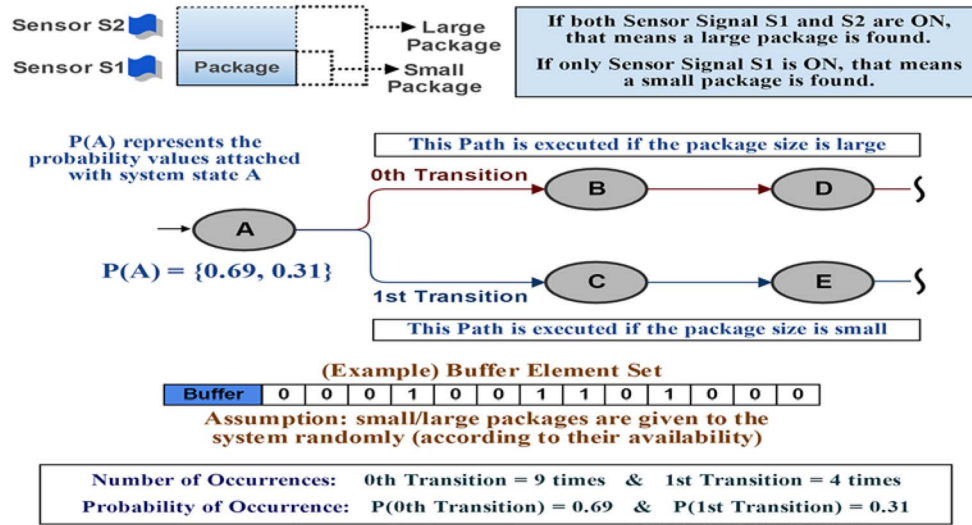 Sensor S2
Sensor S1
Package
Large
Package
Small
Package
If both Sensor Signal S1 and S2 are ON,
that means a large package is found.
If only Sensor Signal S1 is ON, that means
a small package is found.
P(A) represents the
probability values attached
with system state A
This Path is executed if the package size is large
0th Transition
B
D
A
P(A) = {0.69, 0.31}
C
E
1st Transition
This Path is executed if the package size is small
(Example) Buffer Element Set
Buffer 0 0 0 1 0 0 1 1 0 1 0 0 0
Assumption: small/large packages are given to the
system randomly (according to their availability)
Number of Occurrences: 0th Transition = 9 times & 1st Transition = 4 times
Probability of Occurrence: P(0th Transition) = 0.69 & P(1st Transition) = 0.31